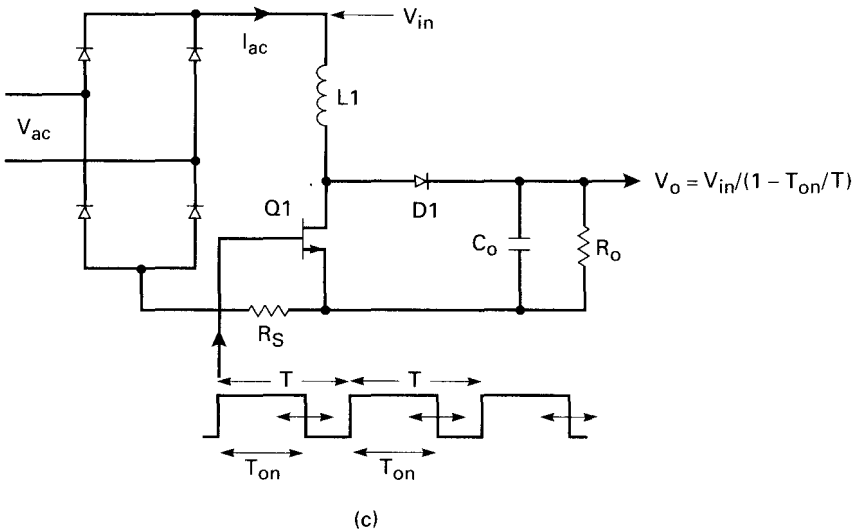 V_in
I_ac
L1
V_ac
V_o = V_in/(1 – T_on/T)
Q1
D1
C_o
R_o
R_S
T
T
T_on
T_on
(c)